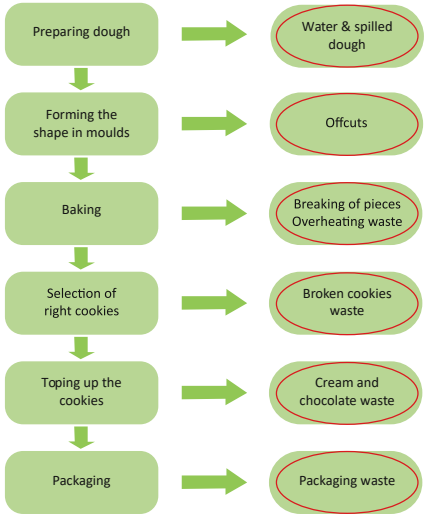 Preparing dough
Water & spilled
dough
Forming the
shape in moulds
Offcuts
Baking
Breaking of pieces
Overheating waste
Selection of
right cookies
Broken cookies
waste
Toping up the
cookies
Cream and
chocolate waste
Packaging
Packaging waste